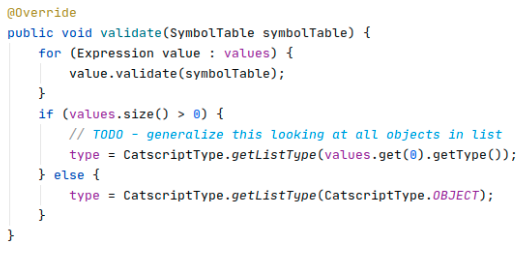 @Override
public void validate(SymbolTable symbolTable) {
    for (Expression value : values) {
        value.validate(symbolTable);
    }
    if (values.size() > 0) {
        // TODO - generalize this looking at all objects in list
        type = CatscriptType.getListType(values.get(0).getType());
    } else {
        type = CatscriptType.getListType(CatscriptType.OBJECT);
    }
}